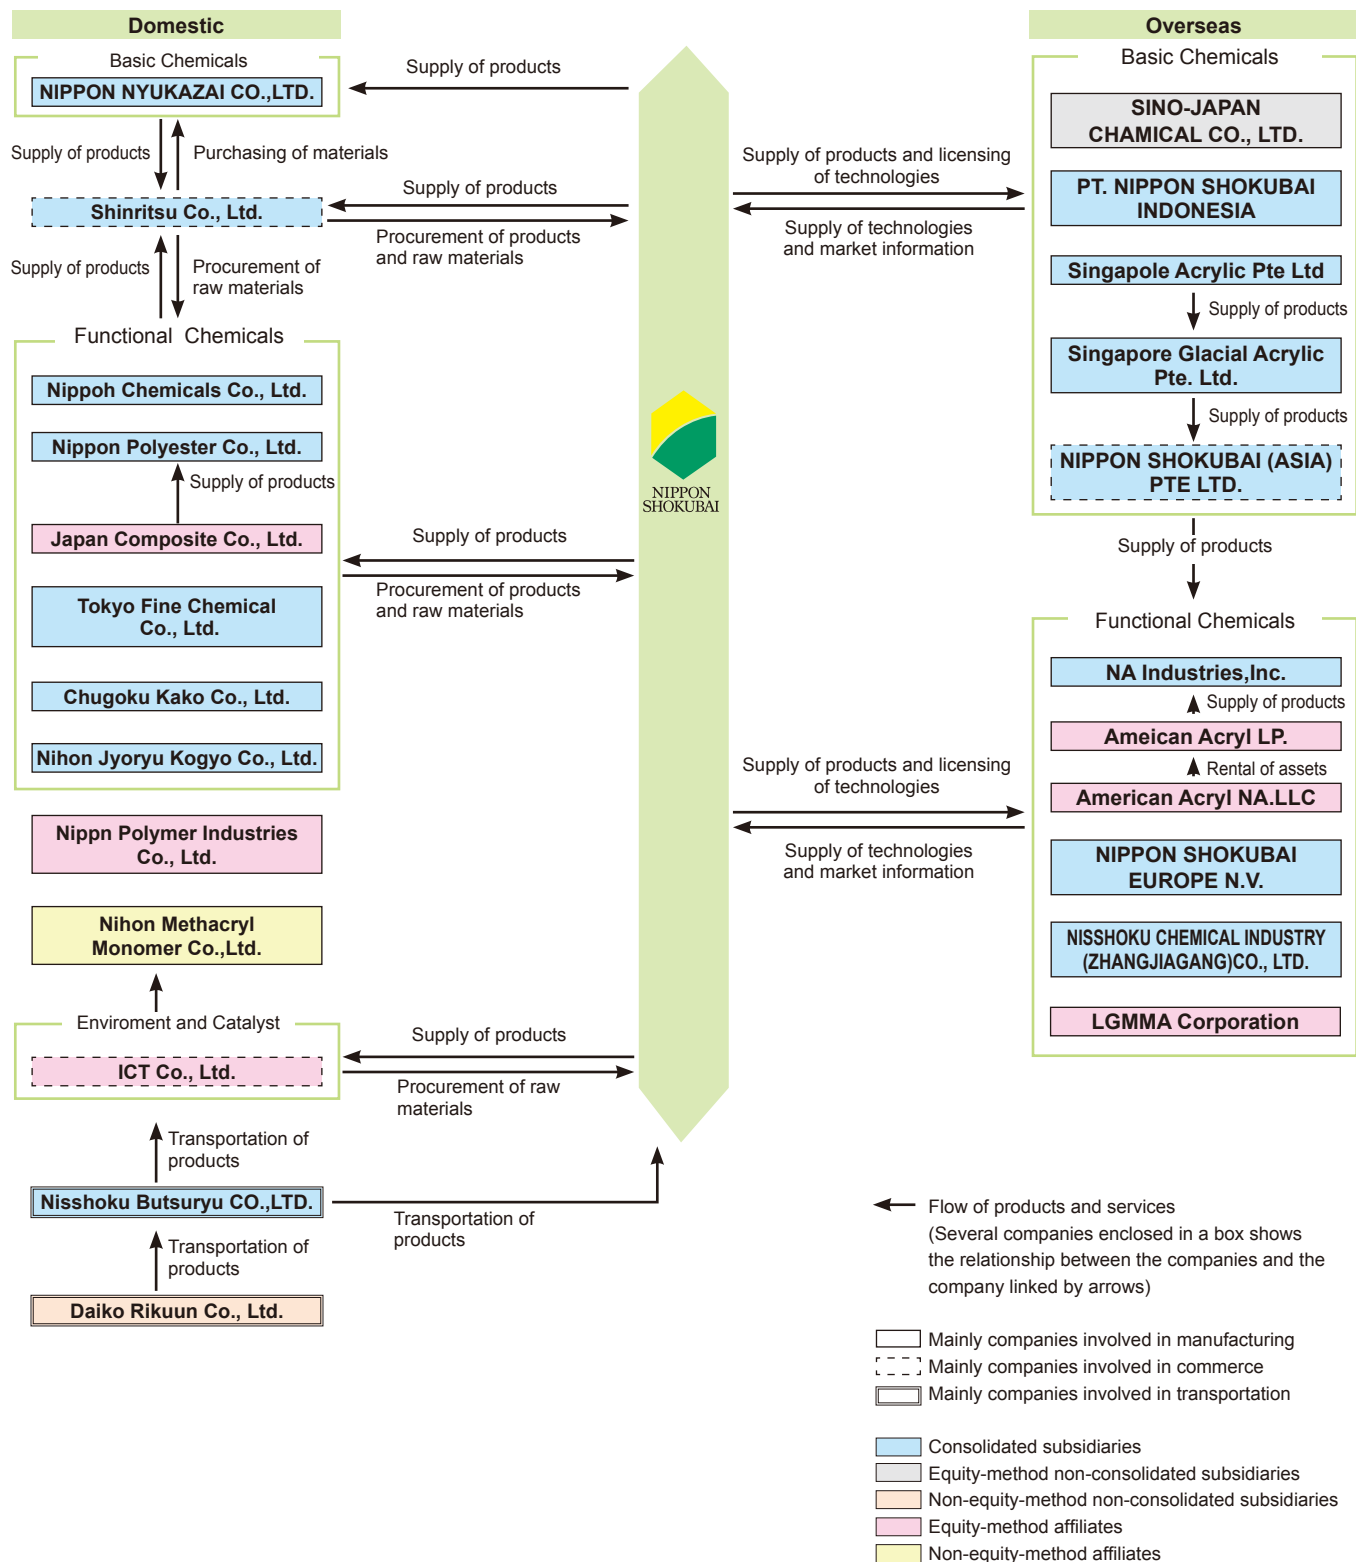 Domestic
Basic Chemicals
NIPPON NYUKAZAI CO.,LTD.
Supply of products
Supply of products
Purchasing of materials
Shinritsu Co., Ltd.
Supply of products
Procurement of products
and raw materials
Supply of products
Procurement of
raw materials
Functional Chemicals
Nippoh Chemicals Co., Ltd.
Nippon Polyester Co., Ltd.
Supply of products
Japan Composite Co., Ltd.
Tokyo Fine Chemical
Co., Ltd.
Chugoku Kako Co., Ltd.
Nihon Jyoryu Kogyo Co., Ltd.
Supply of products
Procurement of products
and raw materials
Nippn Polymer Industries
Co., Ltd.
Nihon Methacryl
Monomer Co.,Ltd.
Enviroment and Catalyst
ICT Co., Ltd.
Supply of products
Procurement of raw
materials
Transportation of
products
Nisshoku Butsuryu CO.,LTD.
Transportation of
products
Transportation of
products
Daiko Rikuun Co., Ltd.
NIPPON
SHOKUBAI
Overseas
Basic Chemicals
SINO-JAPAN
CHAMICAL CO., LTD.
PT. NIPPON SHOKUBAI
INDONESIA
Singapole Acrylic Pte Ltd
Supply of products
Singapore Glacial Acrylic
Pte. Ltd.
Supply of products
NIPPON SHOKUBAI (ASIA)
PTE LTD.
Supply of products and licensing
of technologies
Supply of technologies
and market information
Supply of products
Functional Chemicals
NA Industries,Inc.
Supply of products
Ameican Acryl LP.
Rental of assets
American Acryl NA.LLC
NIPPON SHOKUBAI
EUROPE N.V.
NISSHOKU CHEMICAL INDUSTRY
(ZHANGJIAGANG)CO., LTD.
LGMMA Corporation
Supply of products and licensing
of technologies
Supply of technologies
and market information
Flow of products and services
(Several companies enclosed in a box shows
the relationship between the companies and the
company linked by arrows)
Mainly companies involved in manufacturing
Mainly companies involved in commerce
Mainly companies involved in transportation
Consolidated subsidiaries
Equity-method non-consolidated subsidiaries
Non-equity-method non-consolidated subsidiaries
Equity-method affiliates
Non-equity-method affiliates